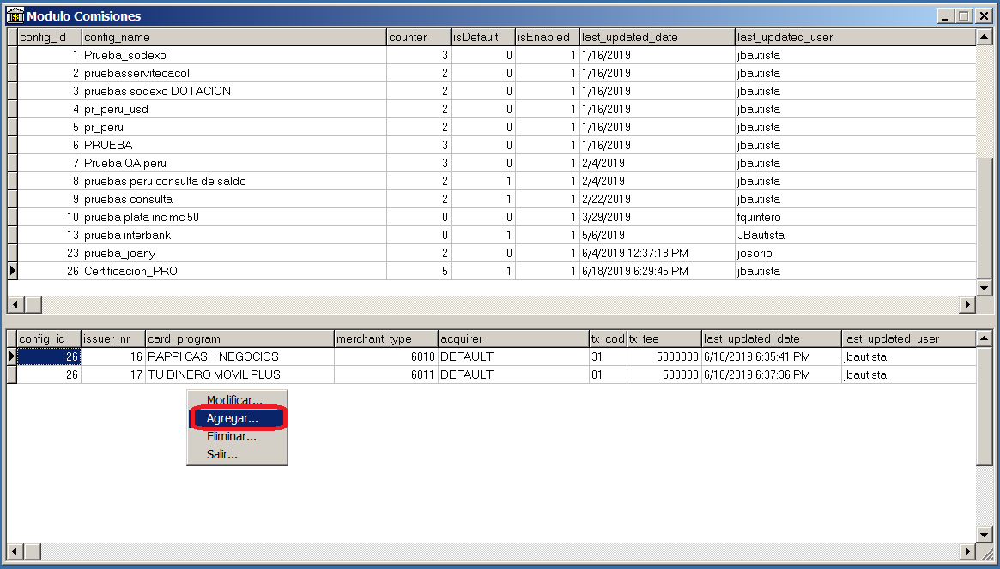 Modulo Comisiones
config_id config_name counter isDefault isEnabled last_updated_date last_updated_user
1 Prueba_sodexo 3 0 1 1/16/2019 jbautista
2 pruebasservitecacol 2 0 1 1/16/2019 jbautista
3 pruebas sodexo DOTACION 2 0 1 1/16/2019 jbautista
4 pr_peru_usd 2 0 1 1/16/2019 jbautista
5 pr_peru 2 0 1 1/16/2019 jbautista
6 PRUEBA 3 0 1 1/16/2019 jbautista
7 Prueba QA peru 3 0 1 2/4/2019 jbautista
8 pruebas peru consulta de saldo 2 1 1 2/4/2019 jbautista
9 pruebas consulta 2 1 1 2/22/2019 jbautista
10 prueba plata inc mc 50 0 0 1 3/29/2019 fquintero
13 prueba interbank 0 1 1 5/6/2019 JBautista
23 prueba_joany 2 0 1 6/4/2019 12:37:18 PM josorio
26 Certificacion_PRO 5 1 1 6/18/2019 6:29:45 PM jbautista
config_id issuer_nr card_program merchant_type acquirer tx_cod tx_fee last_updated_date last_updated_user
26 16 RAPPI CASH NEGOCIOS 6010 DEFAULT 31 5000000 6/18/2019 6:35:41 PM jbautista
26 17 TU DINERO MOVIL PLUS 6011 DEFAULT 01 500000 6/18/2019 6:37:36 PM jbautista
Modificar...
Agregar...
Eliminar...
Salir...